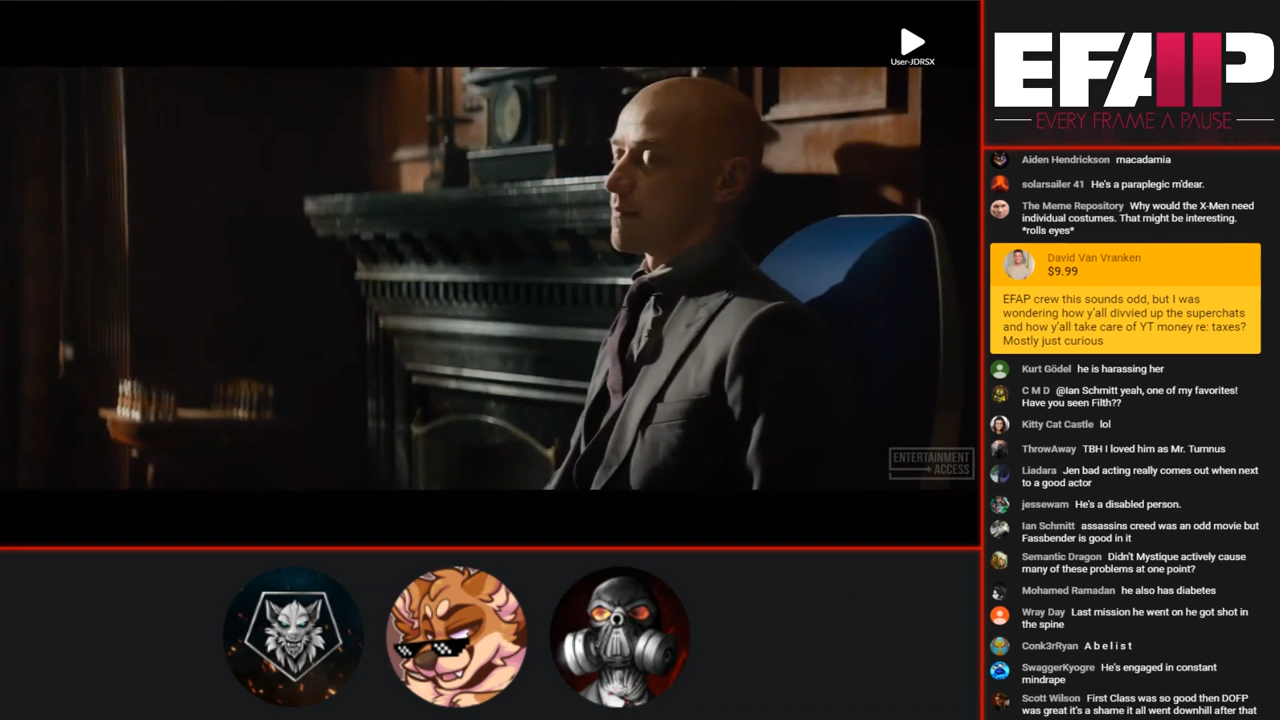 User-JDRSX
ENTERTAINMENT
ACCESS
EFAP
EVERY FRAME A PAUSE
Aiden Hendrickson macadamia
solarsailer 41 He's a paraplegic m'dear.
The Meme Repository Why would the X-Men need
individual costumes. That might be interesting.
*rolls eyes*
David Van Vranken
$9.99
EFAP crew this sounds odd, but I was
wondering how y'all divvied up the superchats
and how y'all take care of YT money re: taxes?
Mostly just curious
Kurt Gödel he is harassing her
C M D @Ian Schmitt yeah, one of my favorites!
Have you seen Filth??
Kitty Cat Castle lol
ThrowAway TBH I loved him as Mr. Tumnus
Liadara Jen bad acting really comes out when next
to a good actor
jessewam He's a disabled person.
Ian Schmitt assassins creed was an odd movie but
Fassbender is good in it
Semantic Dragon Didn't Mystique actively cause
many of these problems at one point?
Mohamed Ramadan he also has diabetes
Wray Day Last mission he went on he got shot in
the spine
Conk3rRyan A b e l i s t
SwaggerKyogre He's engaged in constant
mindrape
Scott Wilson First Class was so good then DOFP
was great it's a shame it all went downhill after that